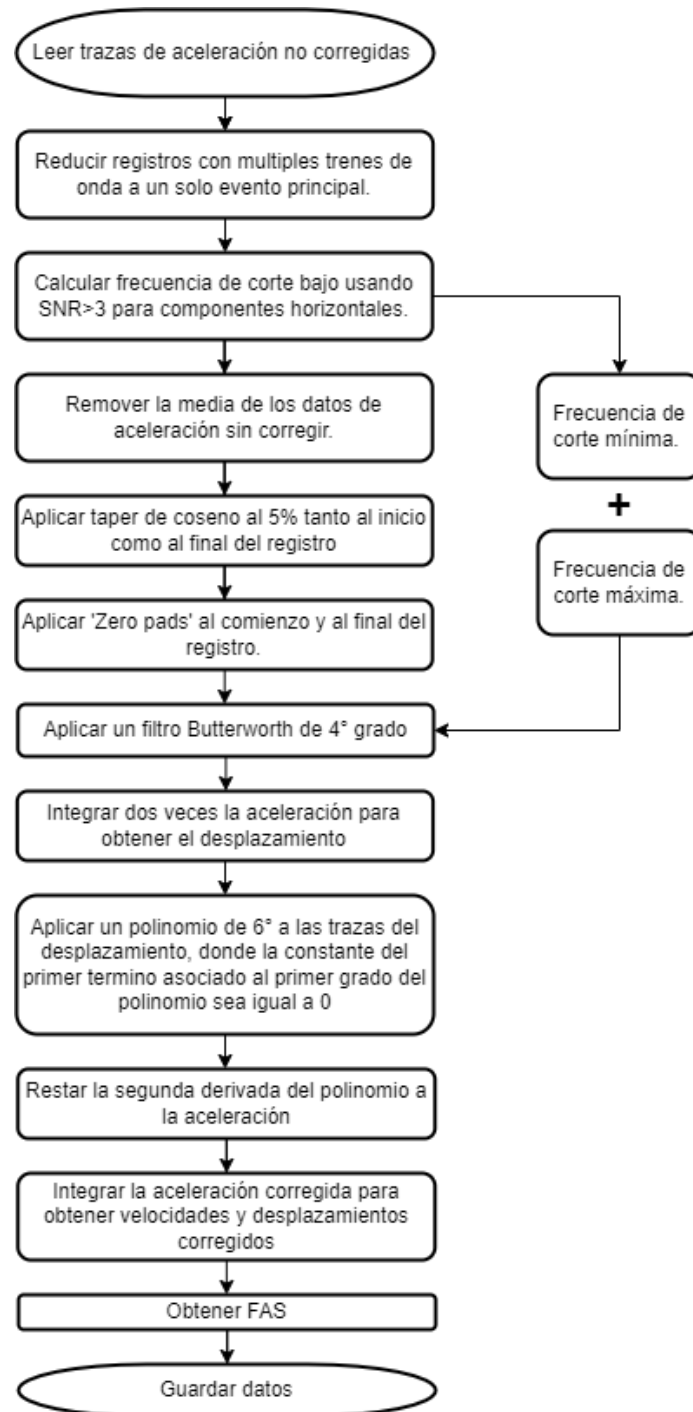 Leer trazas de aceleración no corregidas
Reducir registros con multiples trenes de
onda a un solo evento principal.
Calcular frecuencia de corte bajo usando
SNR>3 para componentes horizontales.
Remover la media de los datos de
aceleración sin corregir.
Frecuencia de
corte mínima.
+
Frecuencia de
corte máxima.
Aplicar taper de coseno al 5% tanto al inicio
como al final del registro
Aplicar 'Zero pads' al comienzo y al final del
registro.
Aplicar un filtro Butterworth de 4° grado
Integrar dos veces la aceleración para
obtener el desplazamiento
Aplicar un polinomio de 6° a las trazas del
desplazamiento, donde la constante del
primer termino asociado al primer grado del
polinomio sea igual a 0
Restar la segunda derivada del polinomio a
la aceleración
Integrar la aceleración corregida para
obtener velocidades y desplazamientos
corregidos
Obtener FAS
Guardar datos